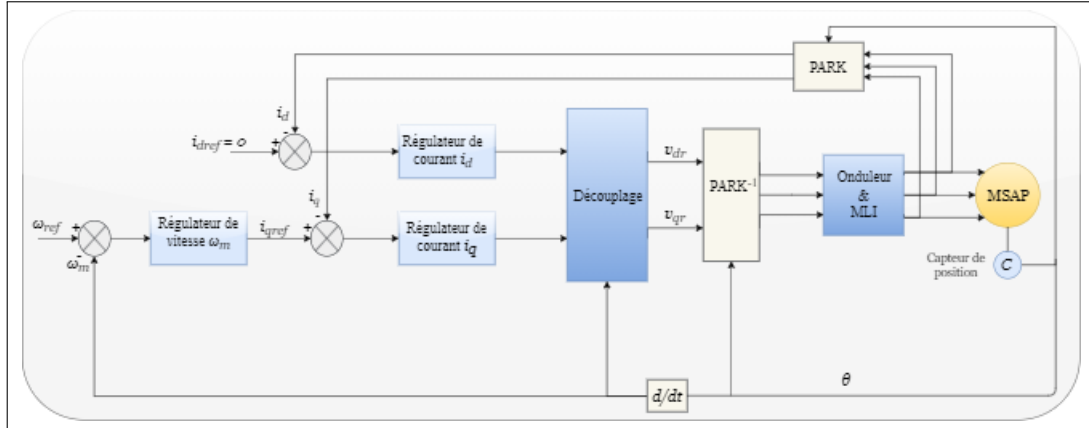 PARK
i_d
i_dref = 0
+
-
Régulateur de
courant i_d
v_dr
PARK⁻¹
Onduleur
&
MLI
MSAP
Découplage
i_q
-
ω_ref
+
Régulateur de
vitesse ω_m
i_qref
+
Régulateur de
courant i_q
v_qr
-
ω_m
Capteur de
position
C
θ
d/dt